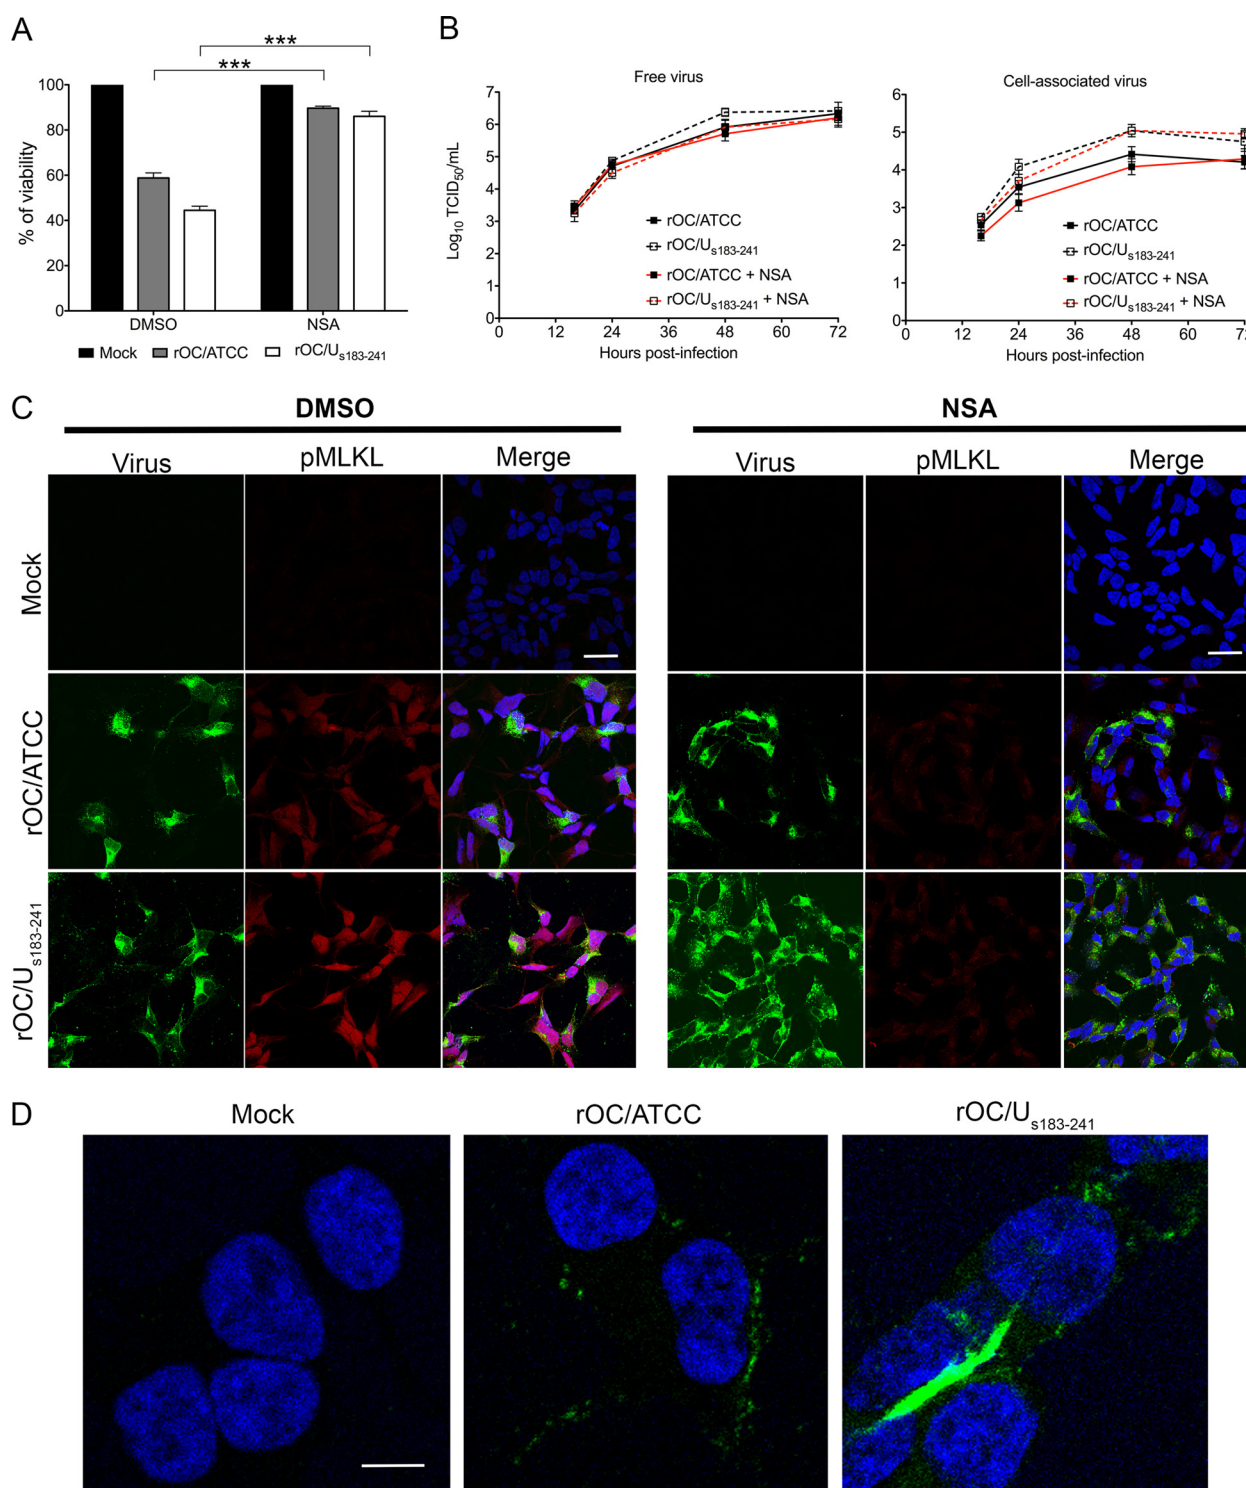 A
***
***
% of viability
100
80
60
40
20
0
DMSO NSA
Mock rOC/ATCC rOC/Us183-241
B
Free virus
Log10 TCID50/mL
7
6
5
4
3
2
1
0
0 12 24 36 48 60 72
Hours post-infection
rOC/ATCC
rOC/Us183-241
rOC/ATCC + NSA
rOC/Us183-241 + NSA
Cell-associated virus
6
5
4
3
2
1
0
0 12 24 36 48 60 72
Hours post-infection
rOC/ATCC
rOC/Us183-241
rOC/ATCC + NSA
rOC/Us183-241 + NSA
C
DMSO NSA
Virus pMLKL Merge Virus pMLKL Merge
Mock
rOC/ATCC
rOC/Us183-241
D
Mock rOC/ATCC rOC/Us183-241